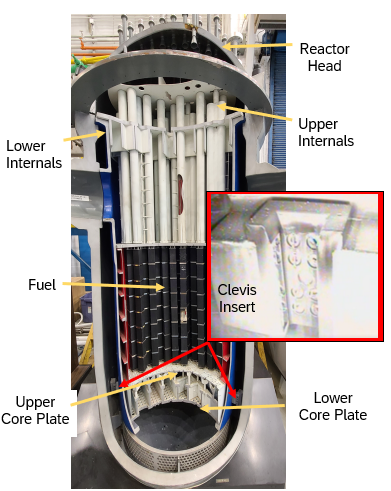 Reactor
Head
Upper
Internals
Lower
Internals
Fuel
Clevis
Insert
Upper
Core Plate
Lower
Core Plate